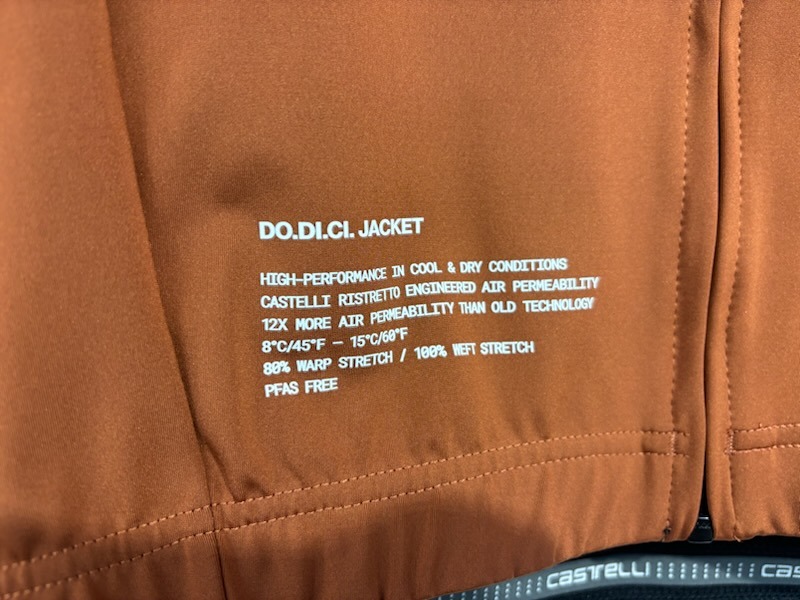 DO.DI.CI. JACKET
HIGH-PERFORMANCE IN COOL & DRY CONDITIONS
CASTELLI RISTRETTO ENGINEERED AIR PERMEABILITY
12X MORE AIR PERMEABILITY THAN OLD TECHNOLOGY
8°C/45°F – 15°C/60°F
80% WARP STRETCH / 100% WEFT STRETCH
PFAS FREE
castelli cas